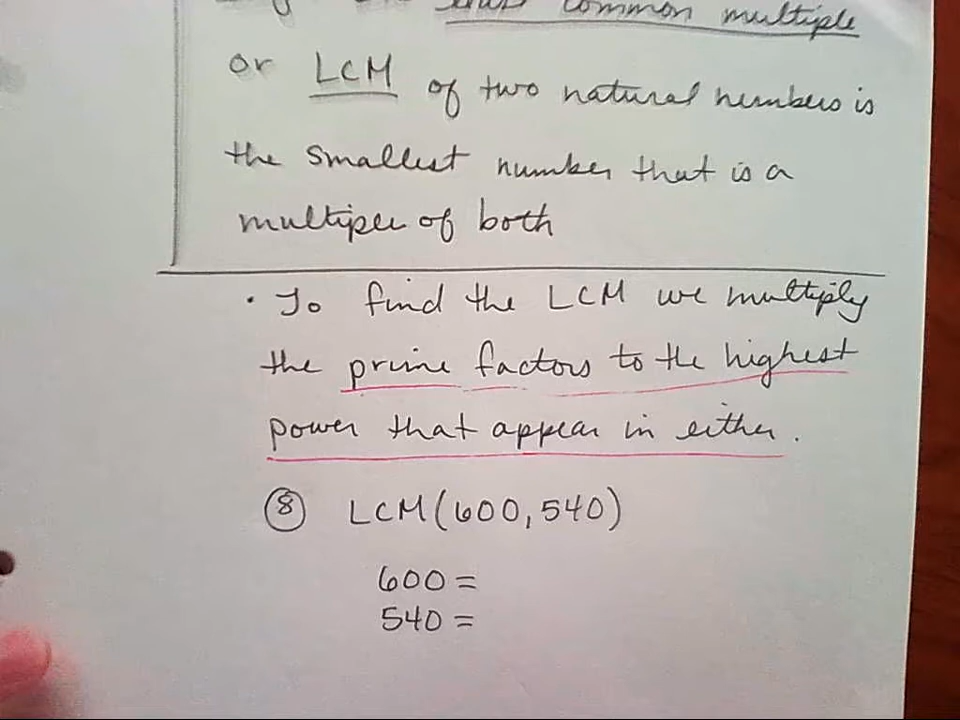 common multiple
or LCM of two natural numbers is
the smallest number that is a
multiple of both
• To find the LCM we multiply
the prime factors to the highest
power that appear in either.
8 LCM(600,540)
600 =
540 =